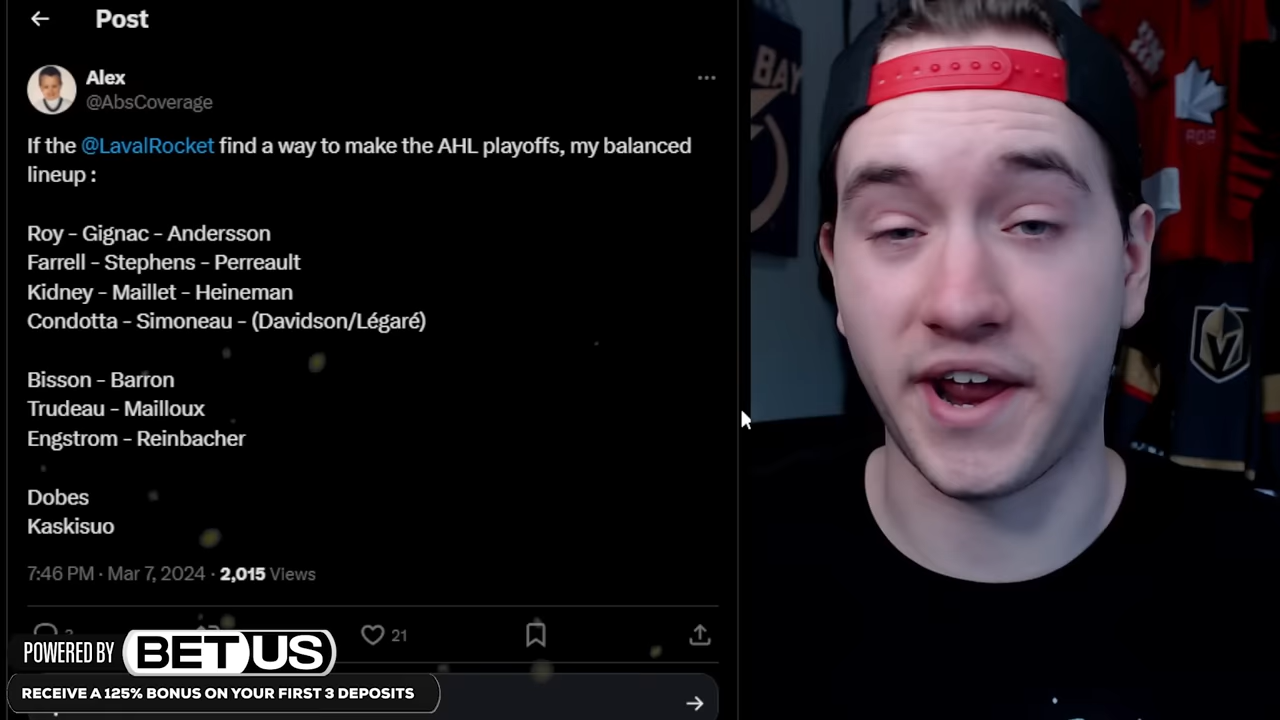 Post
Alex
@AbsCoverage
If the @LavalRocket find a way to make the AHL playoffs, my balanced
lineup :
Roy - Gignac - Andersson
Farrell - Stephens - Perreault
Kidney - Maillet - Heineman
Condotta - Simoneau - (Davidson/Légaré)
Bisson - Barron
Trudeau - Mailloux
Engstrom - Reinbacher
Dobes
Kaskisuo
7:46 PM · Mar 7, 2024 · 2,015 Views
21
POWERED BY BETUS
RECEIVE A 125% BONUS ON YOUR FIRST 3 DEPOSITS
BAY